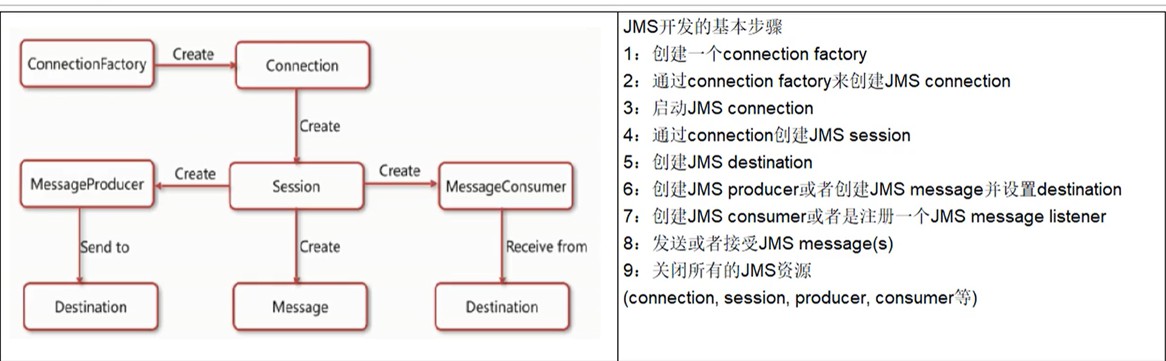 ConnectionFactory
Create
Connection
Create
MessageProducer
Create
Session
Create
MessageConsumer
Send to
Create
Receive from
Destination
Message
Destination
JMS开发的基本步骤
1：创建一个connection factory
2：通过connection factory来创建JMS connection
3：启动JMS connection
4：通过connection创建JMS session
5：创建JMS destination
6：创建JMS producer或者创建JMS message并设置destination
7：创建JMS consumer或者是注册一个JMS message listener
8：发送或者接受JMS message(s)
9：关闭所有的JMS资源
(connection, session, producer, consumer等)